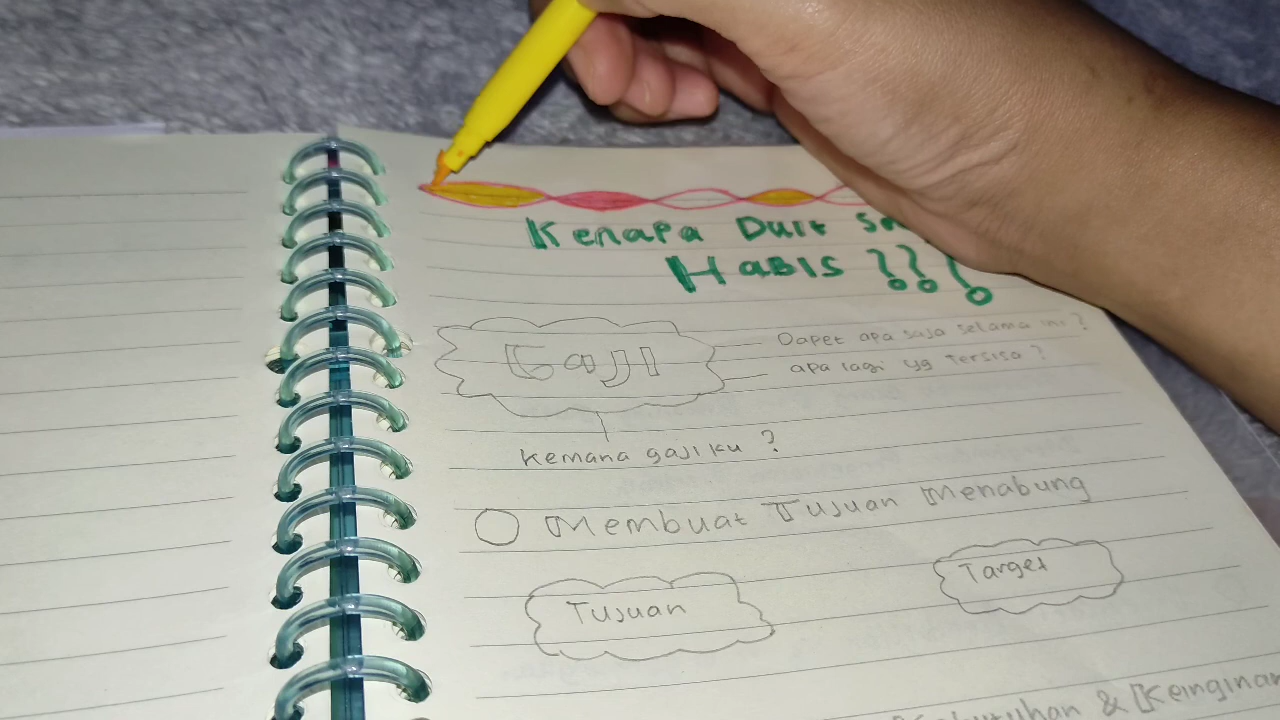 Kenapa Duit
Habis ???
Gaji
Dapet apa saja selama ini ?
apa lagi yg tersisa ?
Kemana gajiku ?
Membuat Tujuan Menabung
Tujuan
Target
& Keinginan